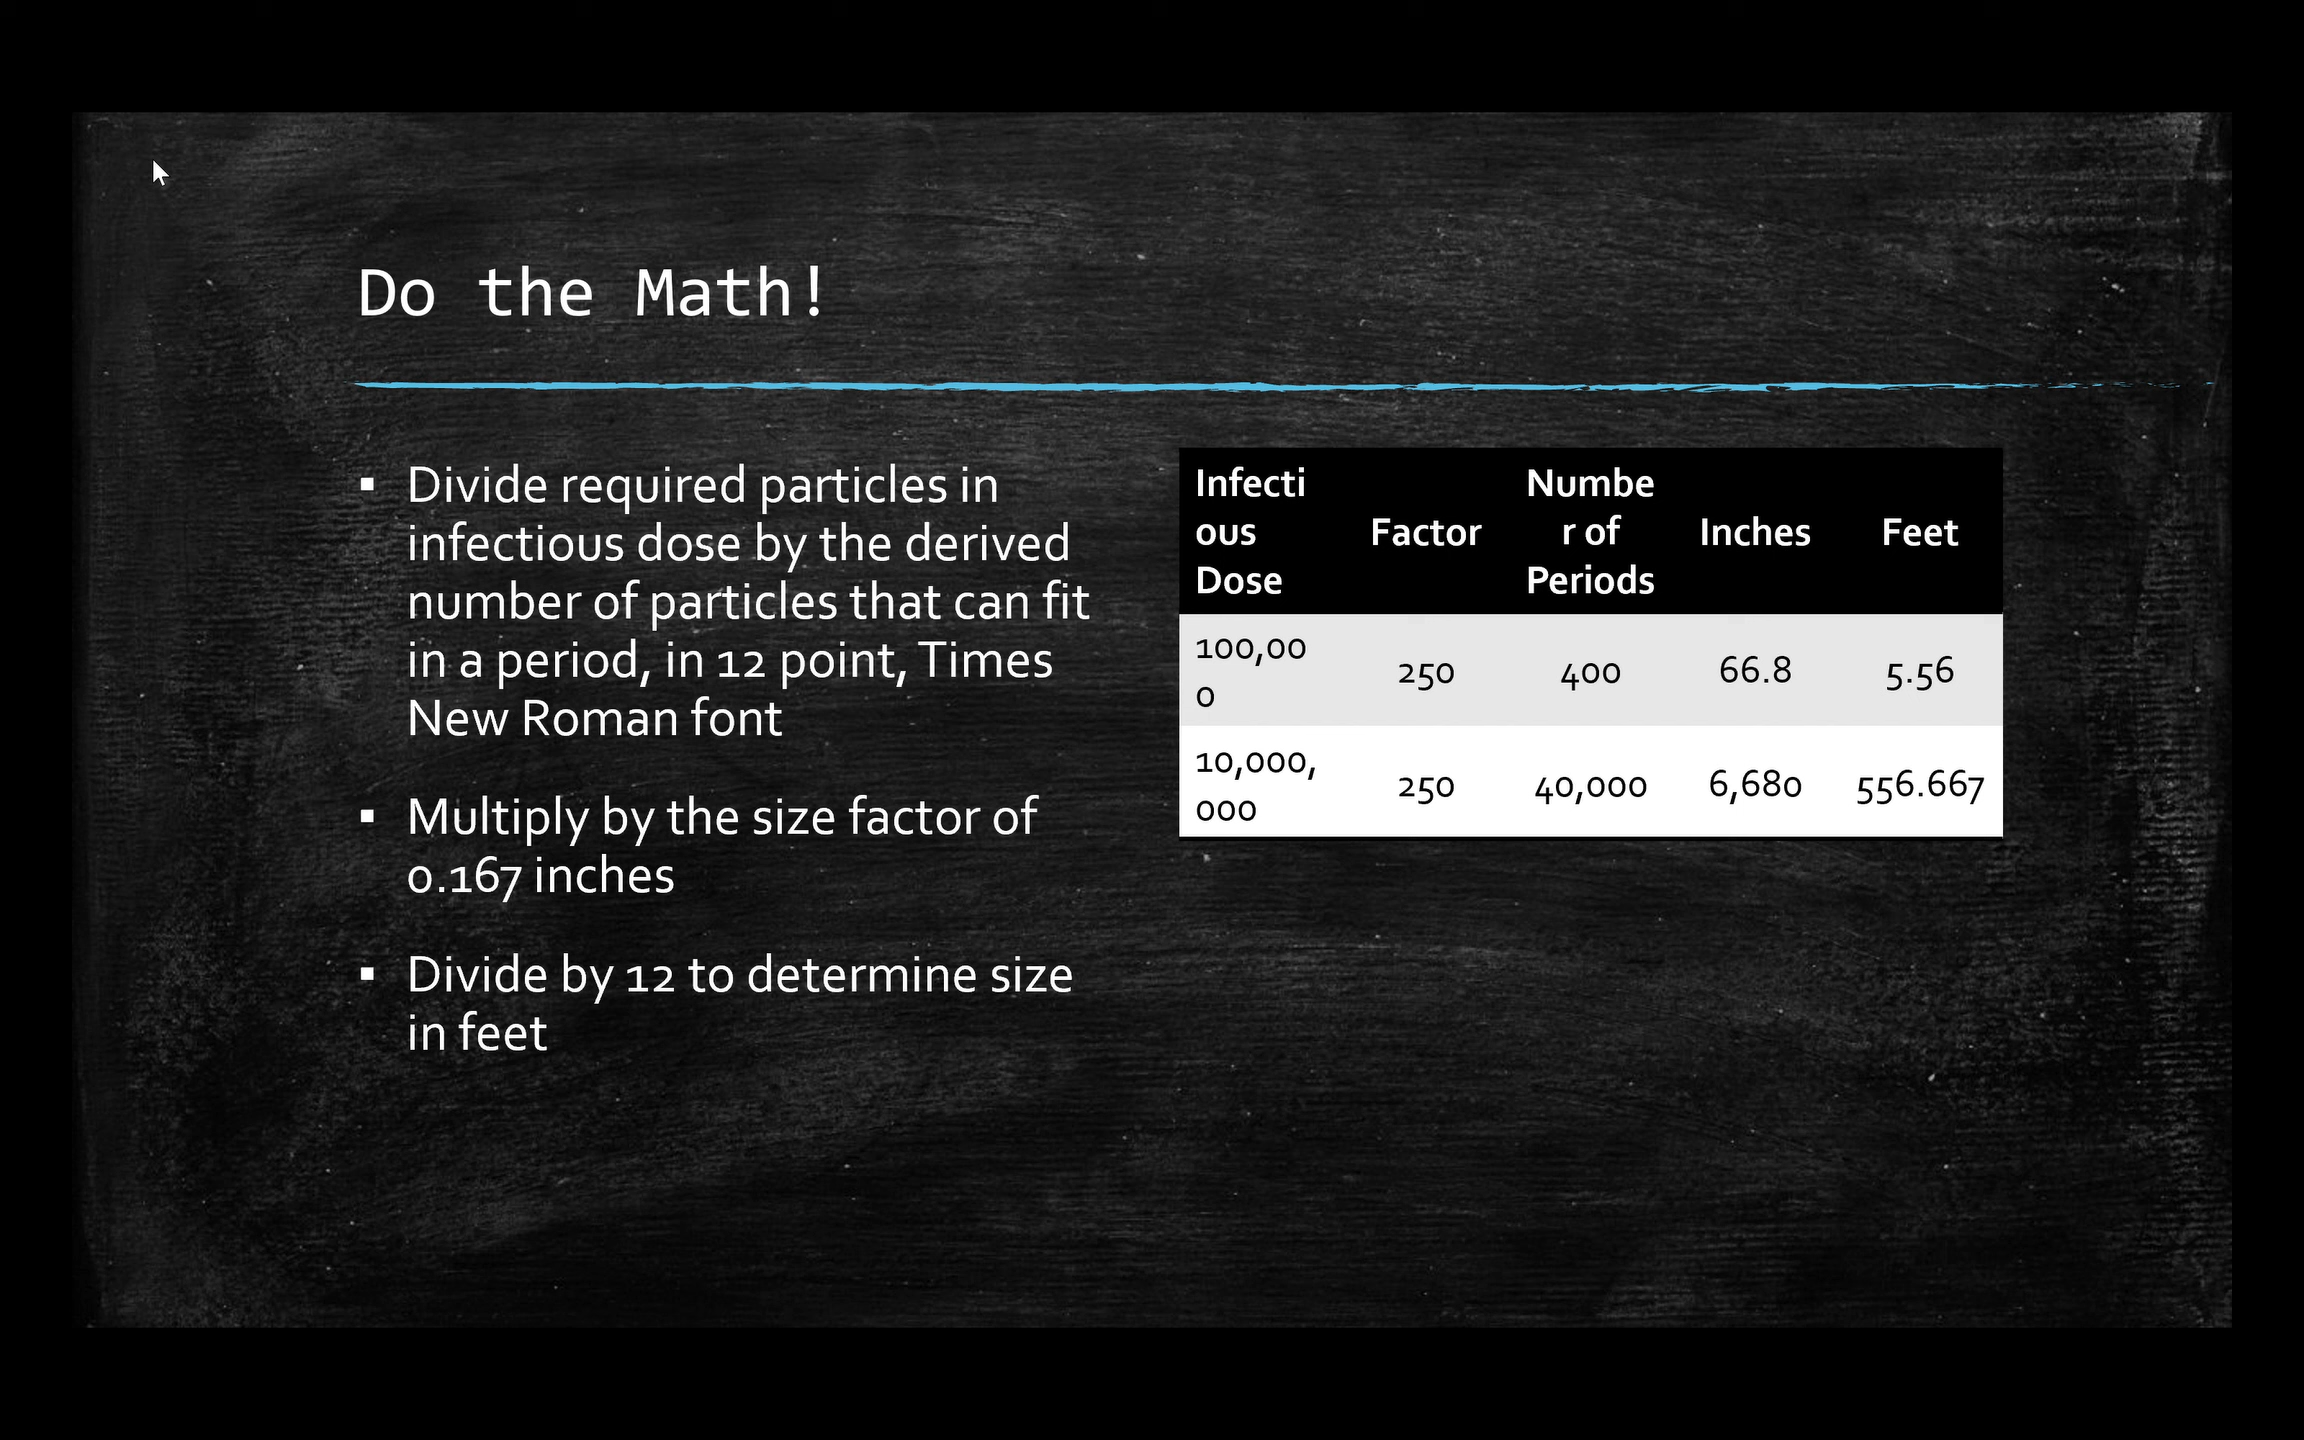 Do the Math!
▪ Divide required particles in
infectious dose by the derived
number of particles that can fit
in a period, in 12 point, Times
New Roman font
▪ Multiply by the size factor of
0.167 inches
▪ Divide by 12 to determine size
in feet
Infecti
ous
Dose
Factor
Numbe
r of
Periods
Inches
Feet
100,00
0
250
400
66.8
5.56
10,000,
000
250
40,000
6,680
556.667